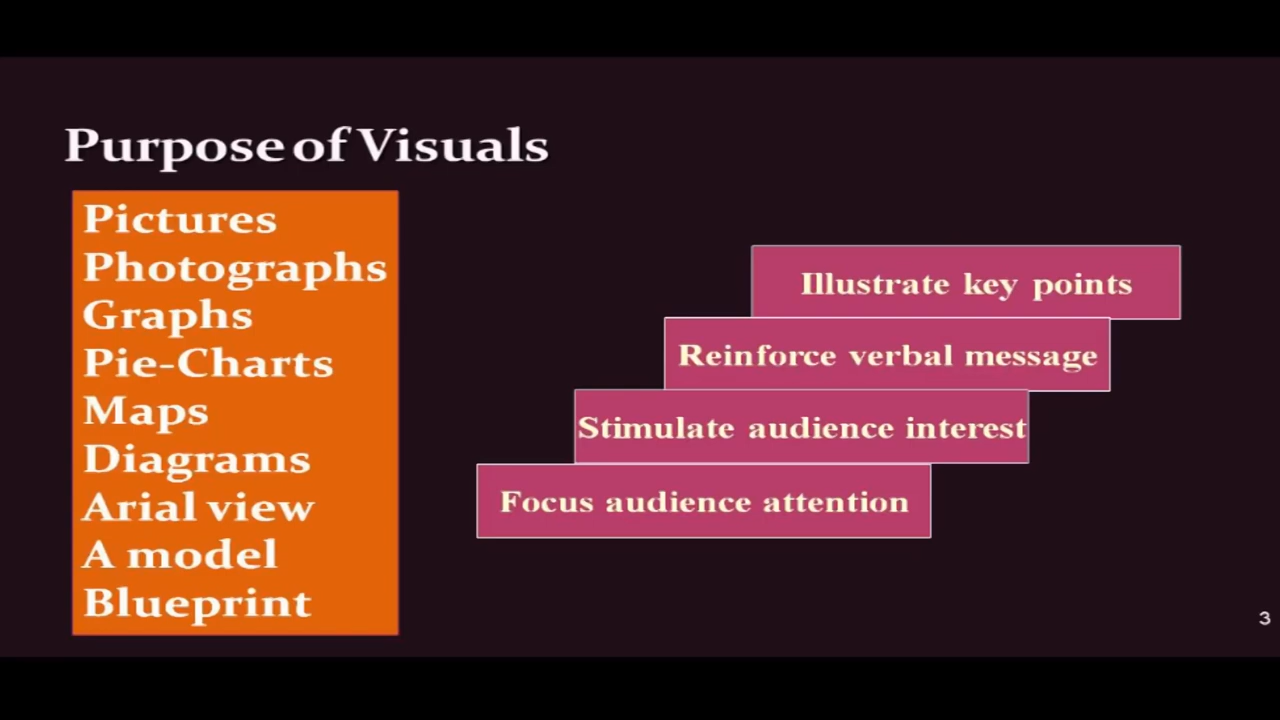 Purpose of Visuals
Pictures
Photographs
Graphs
Pie-Charts
Maps
Diagrams
Arial view
A model
Blueprint
Illustrate key points
Reinforce verbal message
Stimulate audience interest
Focus audience attention
3